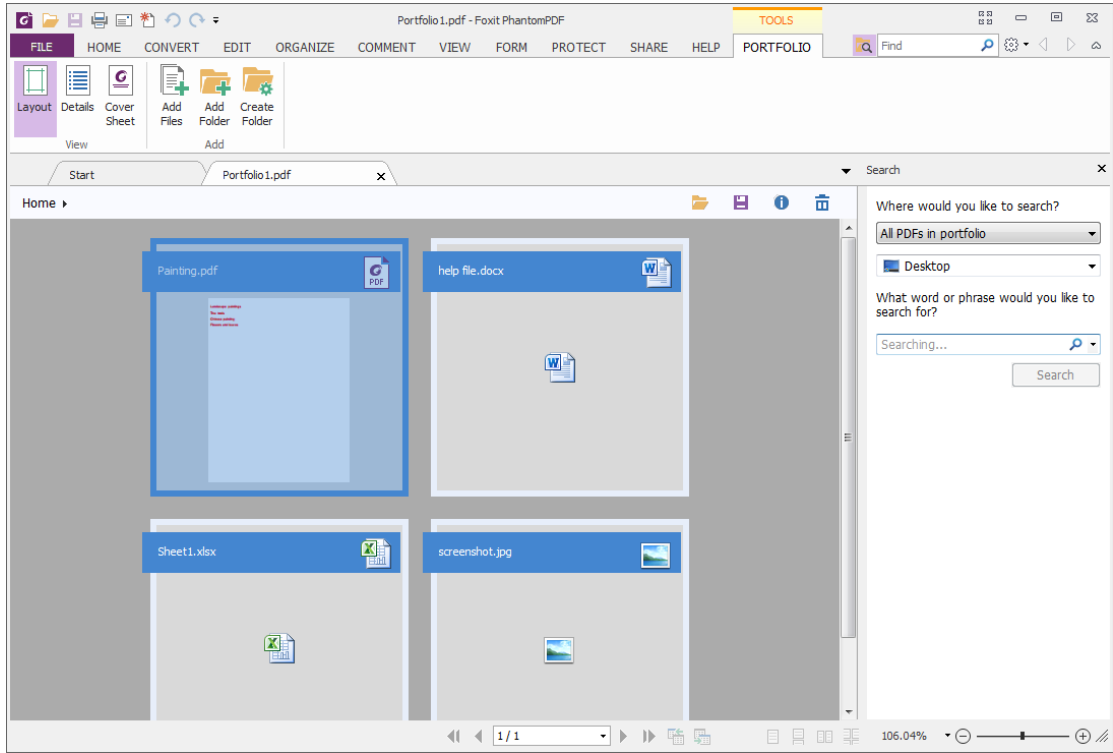 Portfolio1.pdf - Foxit PhantomPDF
TOOLS
FILE HOME CONVERT EDIT ORGANIZE COMMENT VIEW FORM PROTECT SHARE HELP PORTFOLIO Find
Layout Details Cover Sheet Add Files Add Folder Create Folder
View Add
Start Portfolio1.pdf
Search
Home
Where would you like to search?
All PDFs in portfolio
Desktop
What word or phrase would you like to
search for?
Searching...
Search
Painting.pdf
PDF
help file.docx
Sheet1.xlsx
screenshot.jpg
1 / 1
106.04%